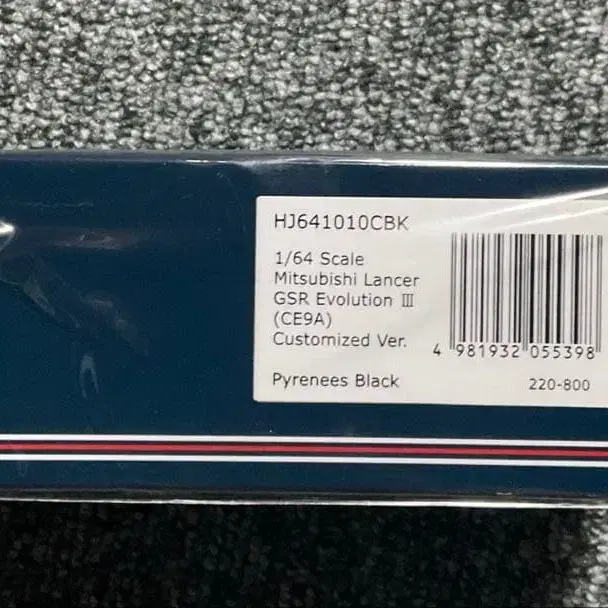 HJ641010CBK
1/64 Scale
Mitsubishi Lancer
GSR Evolution Ⅲ
(CE9A)
Customized Ver.
Pyrenees Black
4 981932 055398
220-800